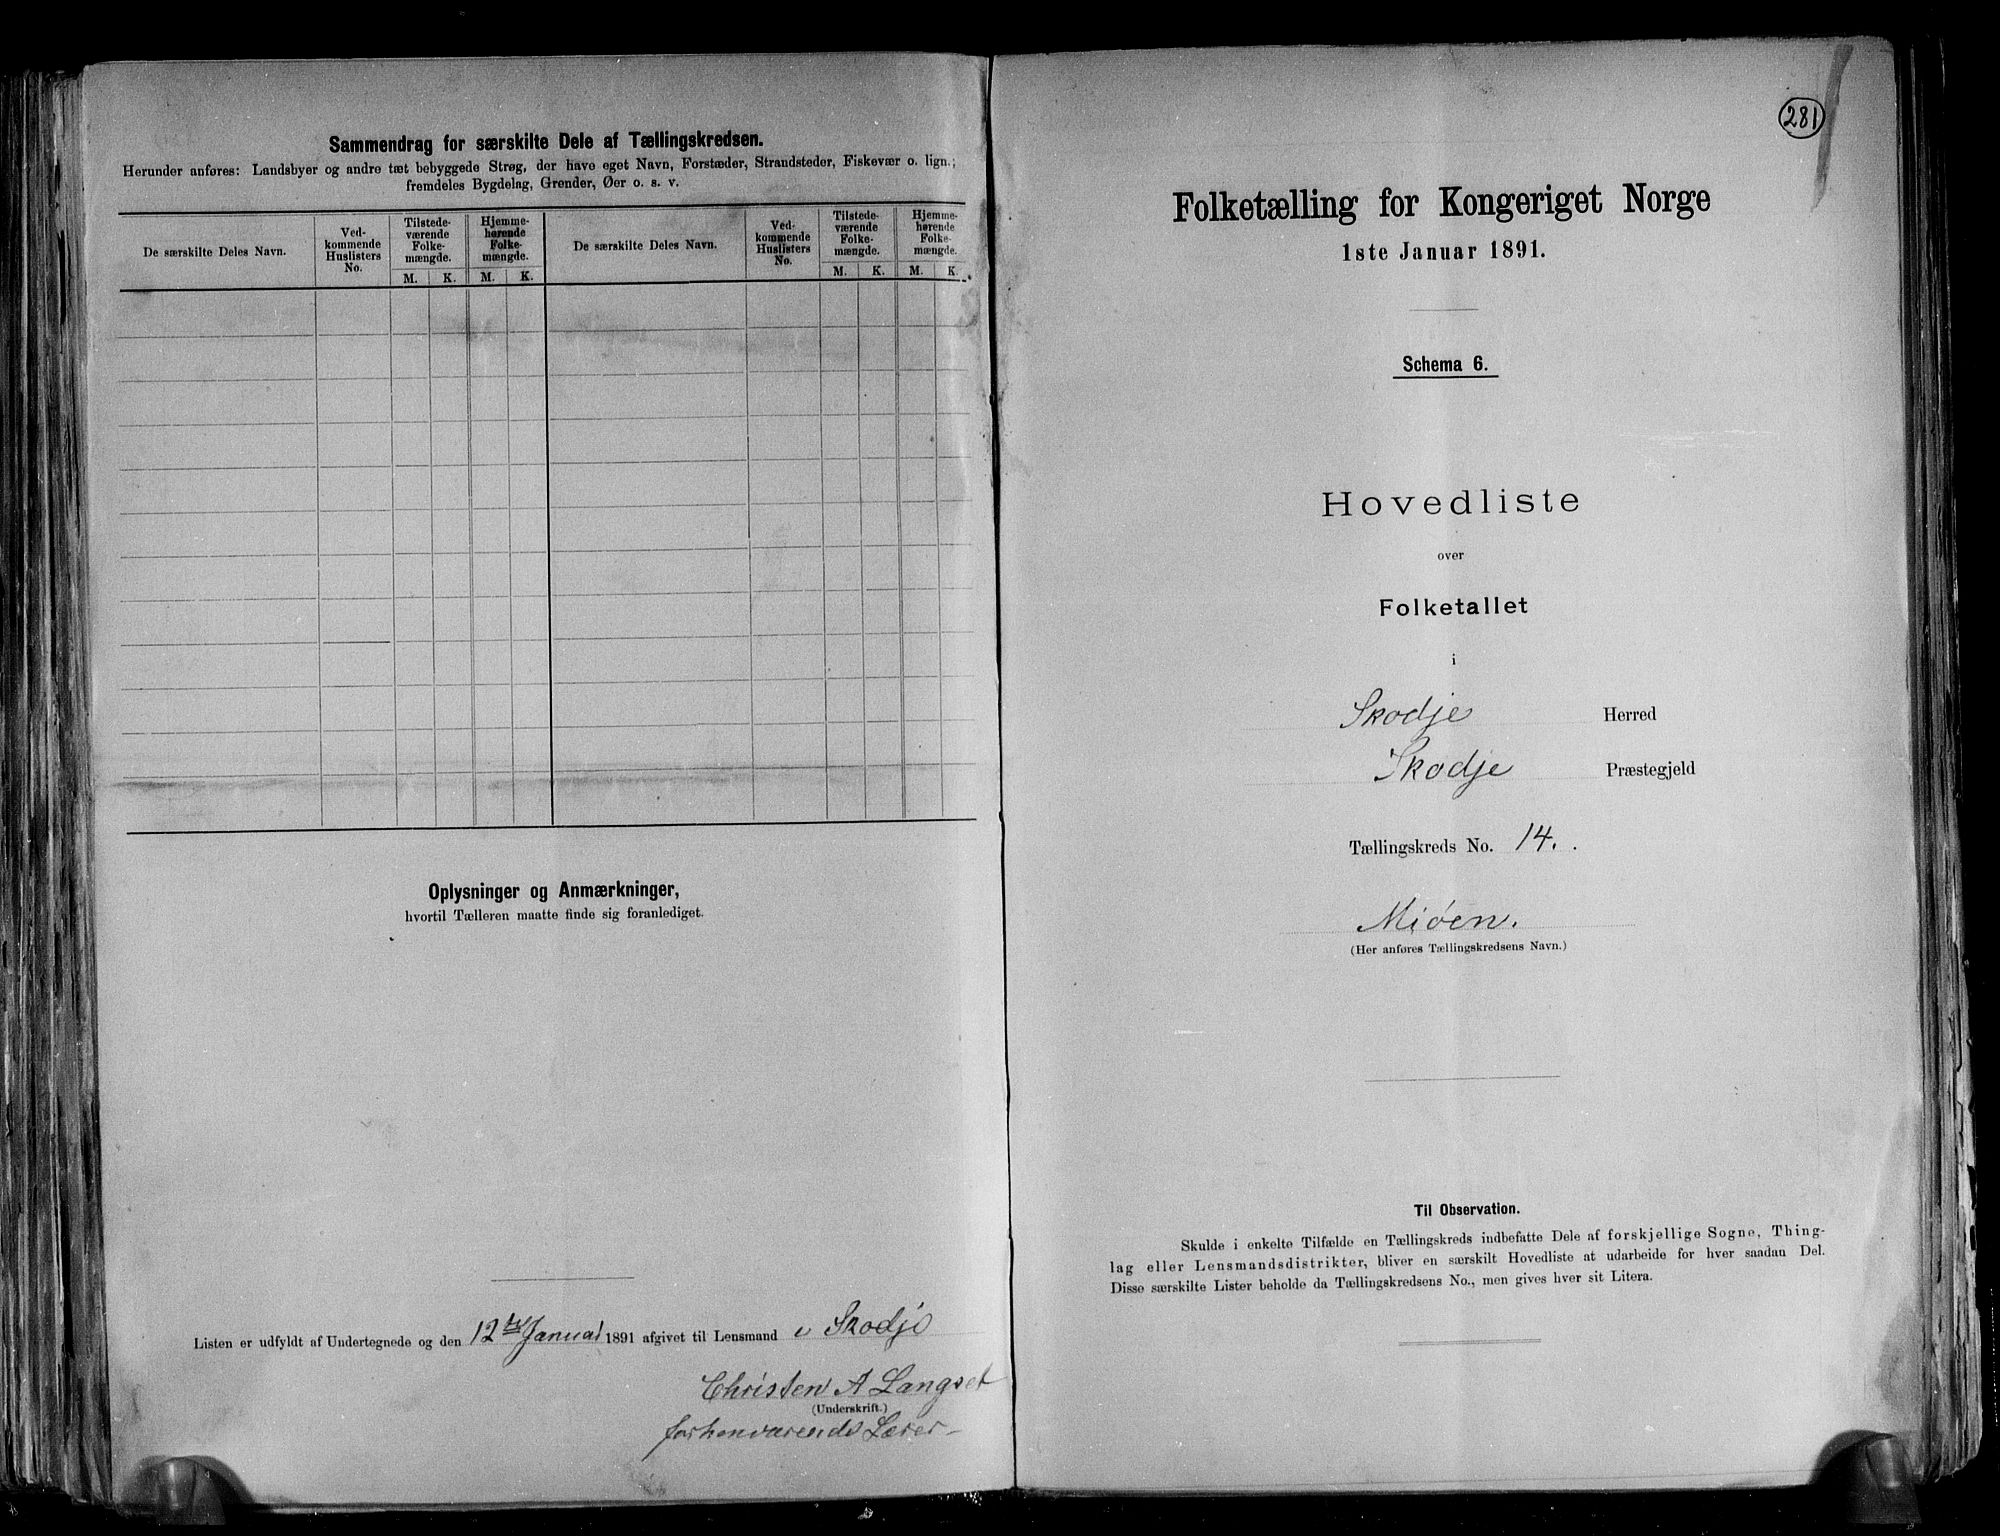 Sammendrag for særskilte Dele af Tællingskredsen.
Herunder anføres: Landsbyer og andre tæt bebyggede Strøg, der have eget Navn, Forstæder, Strandsteder, Fiskevær o. lign.;
fremdeles Bygdelag, Grender, Øer o. s. v.
De særskilte Deles Navn.
Ved-
kommende
Huslisters
No.
Tilstede-
værende
Folke-
mængde.
M. K.
Hjemme-
hørende
Folke-
mængde.
M. K.
De særskilte Deles Navn.
Ved-
kommende
Huslisters
No.
Tilstede-
værende
Folke-
mængde.
M. K.
Hjemme-
hørende
Folke-
mængde.
M. K.
Oplysninger og Anmærkninger,
hvortil Tælleren maatte finde sig foranlediget.
Listen er udfyldt af Undertegnede og den 12te Januar 1891 afgivet til Lensmand i Skodje
Christen A Langset
(Underskrift.)
forhenværende Lærer
281
Folketælling for Kongeriget Norge
1ste Januar 1891.
Schema 6.
Hovedliste
over
Folketallet
i
Skodje Herred
Skodje Præstegjeld
Tællingskreds No. 14.
Miøen.
(Her anføres Tællingskredsens Navn.)
Til Observation.
Skulde i enkelte Tilfælde en Tællingskreds indbefatte Dele af forskjellige Sogne, Thing-
lag eller Lensmandsdistrikter, bliver en særskilt Hovedliste at udarbeide for hver saadan Del.
Disse særskilte Lister beholde da Tællingskredsens No., men gives hver sit Litera.